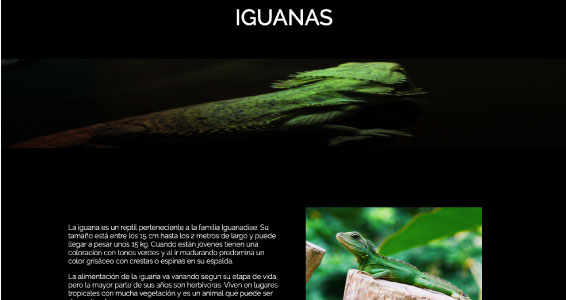 IGUANAS
La iguana es un reptil perteneciente a la familia Iguanadiae. Su
tamaño está entre los 15 cm hasta los 2 metros de largo y puede
llegar a pesar unos 15 kg. Cuando están jóvenes tienen una
coloración con tonos verdes y al ir madurando predomina un
color grisáceo con crestas o espinas en su espalda.
La alimentación de la iguana va variando según su etapa de vida,
pero la mayor parte de sus años son herbívoras. Viven en lugares
tropicales con mucha vegetación y es un animal que puede ser